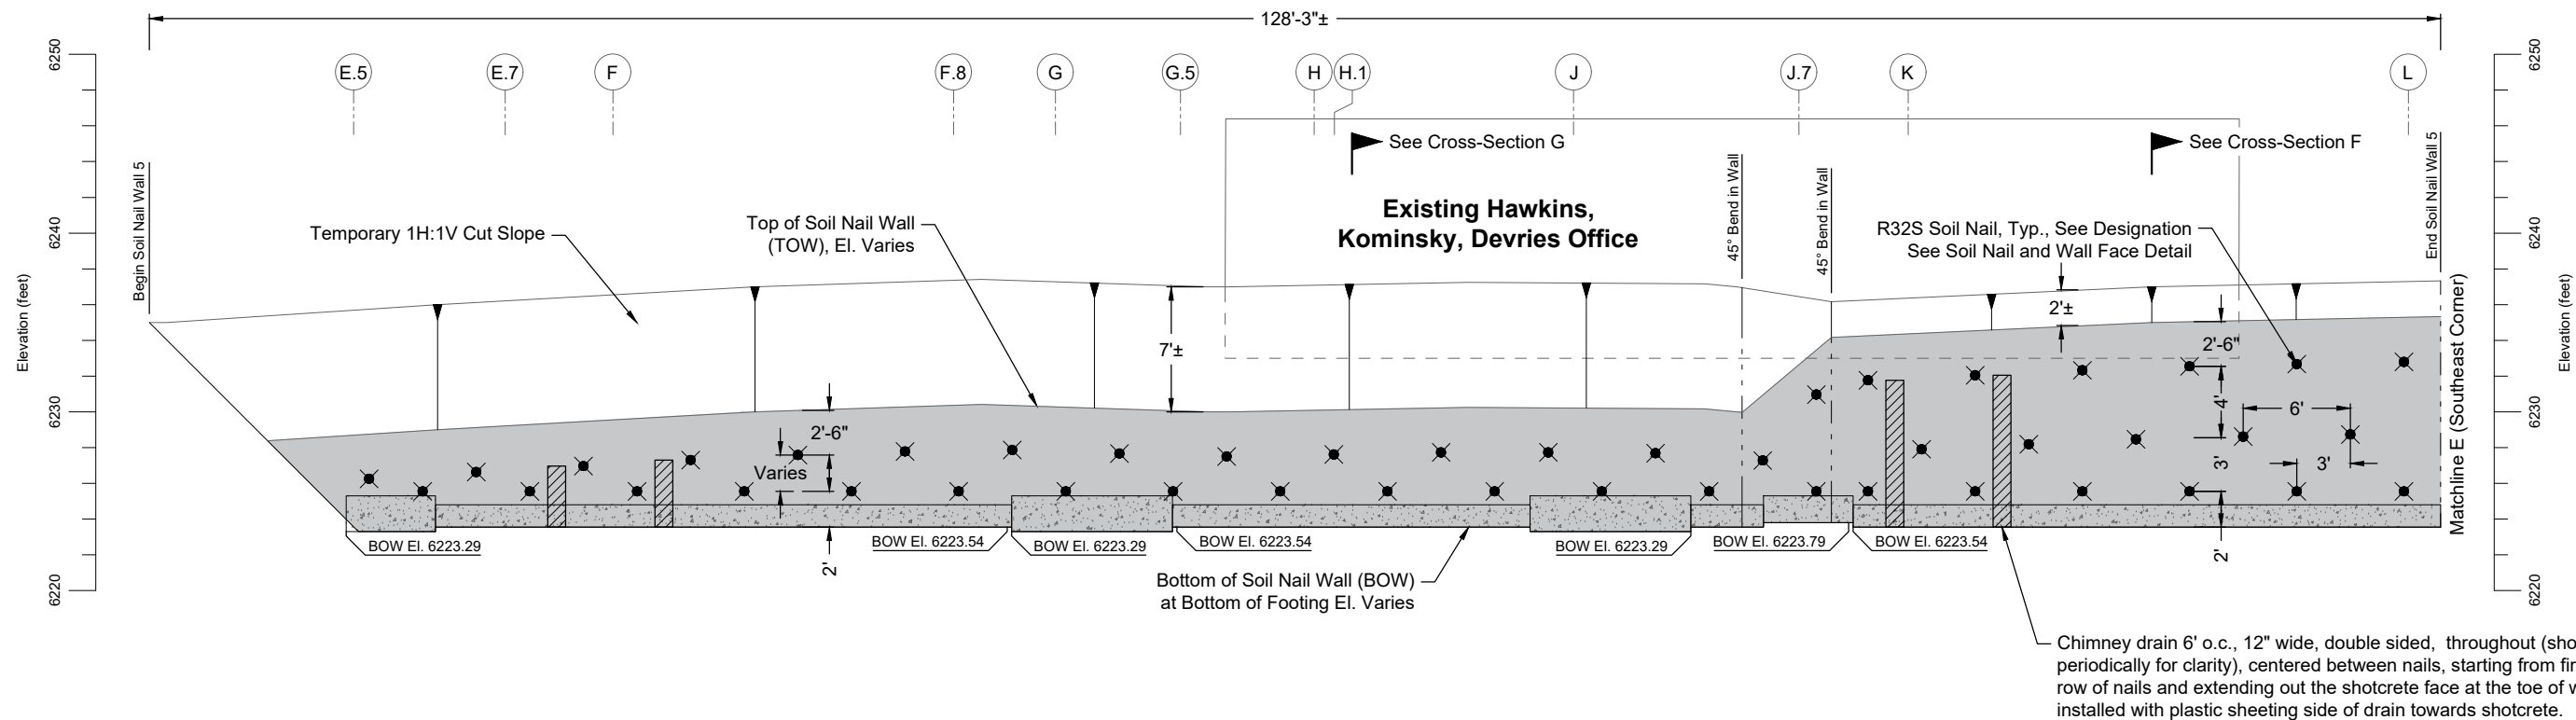 128'-3"±
6250
6250
E.5
E.7
F
F.8
G
G.5
H
H.1
J
J.7
K
L
See Cross-Section G
See Cross-Section F
Begin Soil Nail Wall 5
45° Bend in Wall
45° Bend in Wall
End Soil Nail Wall 5
Existing Hawkins,
Kominsky, Devries Office
Top of Soil Nail Wall
(TOW), El. Varies
Temporary 1H:1V Cut Slope
R32S Soil Nail, Typ., See Designation
See Soil Nail and Wall Face Detail
6240
6240
Elevation (feet)
Elevation (feet)
Matchline E (Southeast Corner)
2'±
2'-6"
7'±
6230
6230
4'
6'
2'-6"
Varies
3'
3'
2'
2'
BOW El. 6223.29
BOW El. 6223.54
BOW El. 6223.29
BOW El. 6223.54
BOW El. 6223.29
BOW El. 6223.79
BOW El. 6223.54
6220
6220
Bottom of Soil Nail Wall (BOW)
at Bottom of Footing El. Varies
Chimney drain 6' o.c., 12" wide, double sided, throughout (sho
periodically for clarity), centered between nails, starting from fir
row of nails and extending out the shotcrete face at the toe of w
installed with plastic sheeting side of drain towards shotcrete.